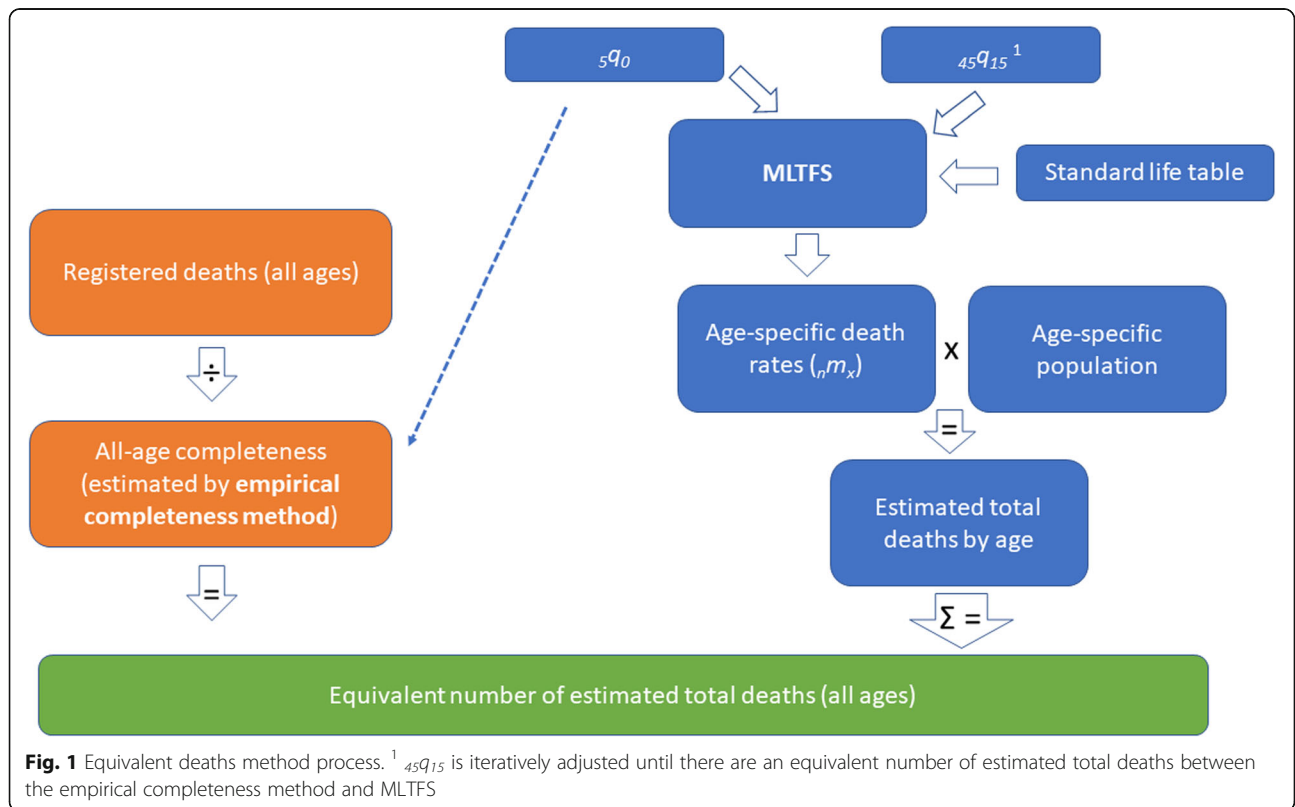 5q0
45q15 1
MLTFS
Standard life table
Registered deaths (all ages)
÷
All-age completeness
(estimated by empirical
completeness method)
=
Age-specific death
rates (nmx)
x
Age-specific
population
=
Estimated total
deaths by age
Σ =
Equivalent number of estimated total deaths (all ages)
Fig. 1 Equivalent deaths method process. 1 45q15 is iteratively adjusted until there are an equivalent number of estimated total deaths between
the empirical completeness method and MLTFS